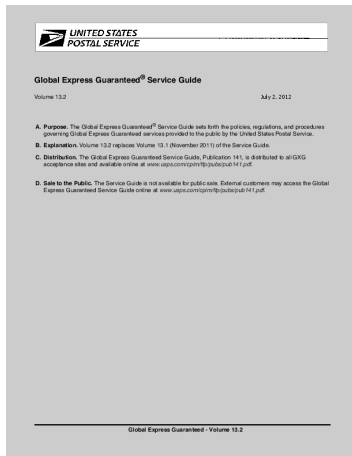 UNITED STATES
POSTAL SERVICE
Global Express Guaranteed® Service Guide
Volume 13.2 July 2, 2012
A. Purpose. The Global Express Guaranteed® Service Guide sets forth the policies, regulations, and procedures
governing Global Express Guaranteed services provided to the public by the United States Postal Service.
B. Explanation. Volume 13.2 replaces Volume 13.1 (November 2011) of the Service Guide.
C. Distribution. The Global Express Guaranteed Service Guide, Publication 141, is distributed to all GXG
acceptance sites and available online at www.usps.com/cpim/ftp/pubs/pub141.pdf.
D. Sale to the Public. The Service Guide is not available for public sale. External customers may access the Global
Express Guaranteed Service Guide online at www.usps.com/cpim/ftp/pubs/pub141.pdf.
Global Express Guaranteed - Volume 13.2